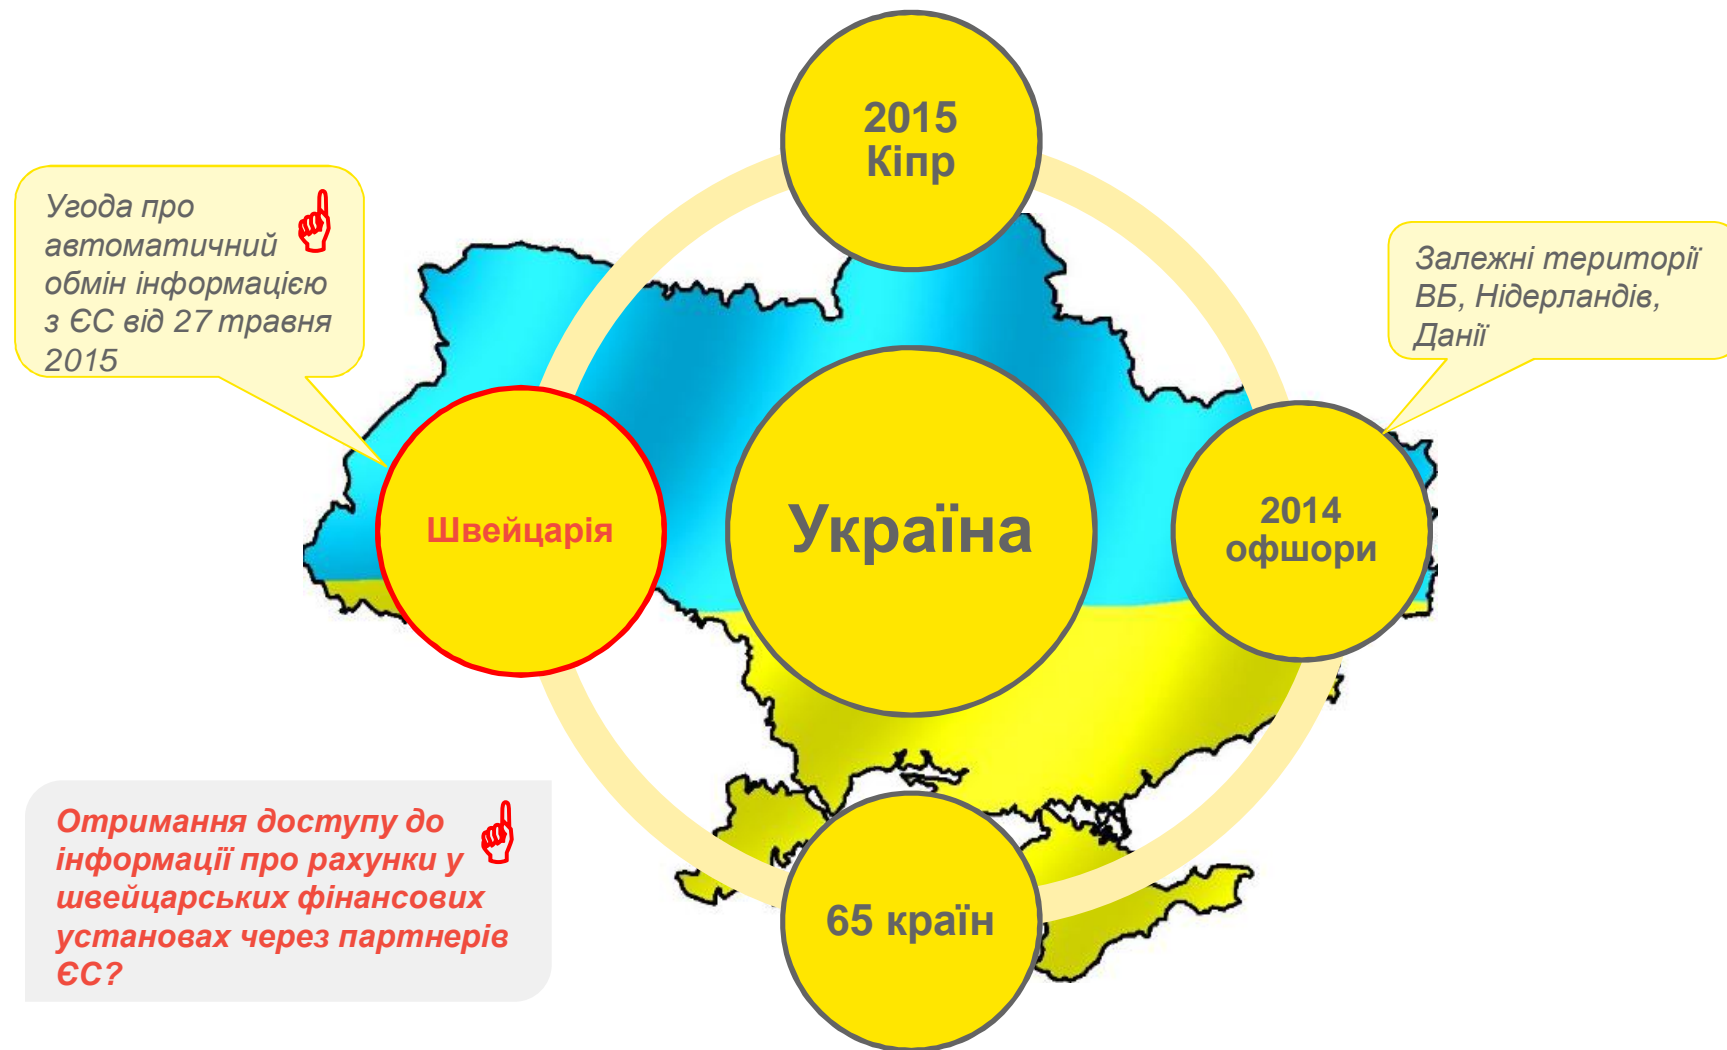 2015
Кіпр
Угода про
автоматичний
обмін інформацією
з ЄС від 27 травня
2015
Залежні території
ВБ, Нідерландів,
Данії
Швейцарія
Україна
2014
офшори
65 країн
Отримання доступу до
інформації про рахунки у
швейцарських фінансових
установах через партнерів
ЄС?